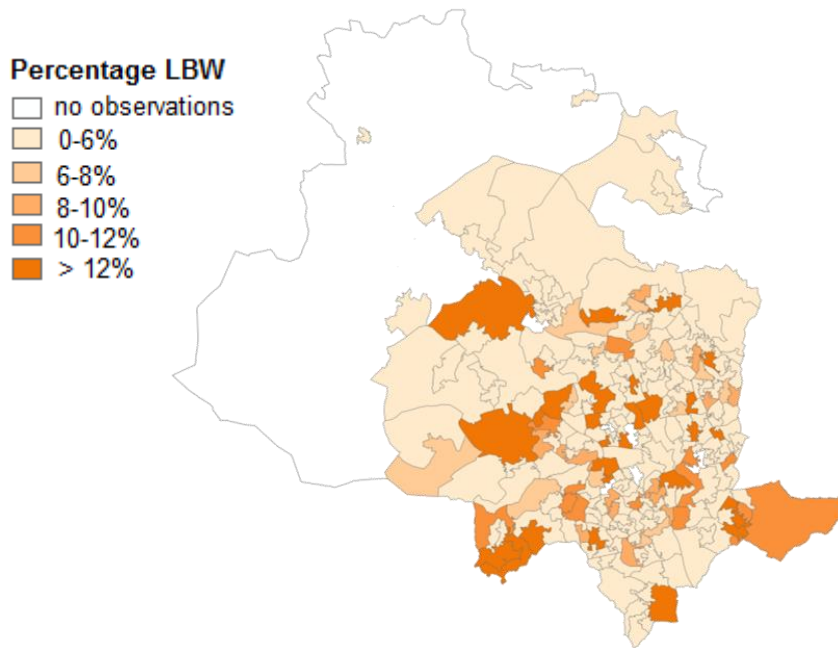 Percentage LBW
no observations
0-6%
6-8%
8-10%
10-12%
> 12%